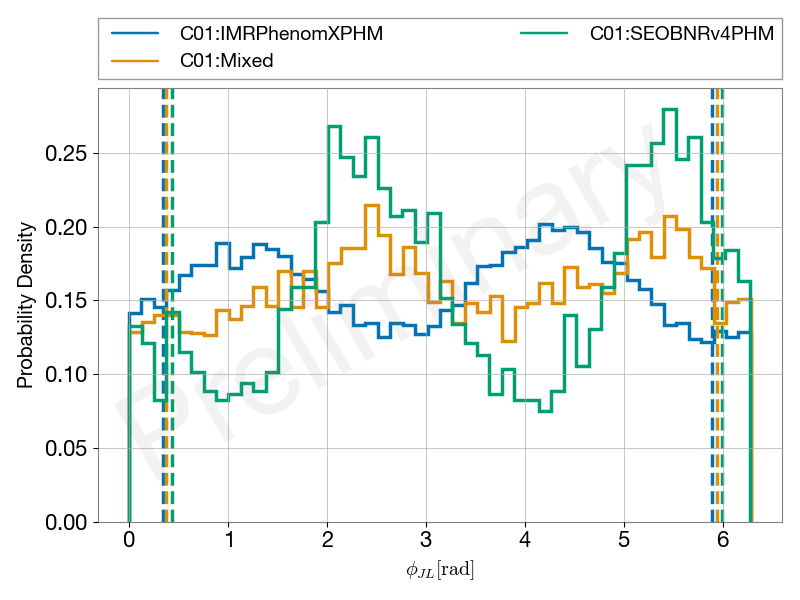 C01:IMRPhenomXPHM
C01:Mixed
C01:SEOBNRv4PHM
Preliminary
Probability Density
0.25
0.20
0.15
0.10
0.05
0.00
0 1 2 3 4 5 6
ϕ_JL[rad]